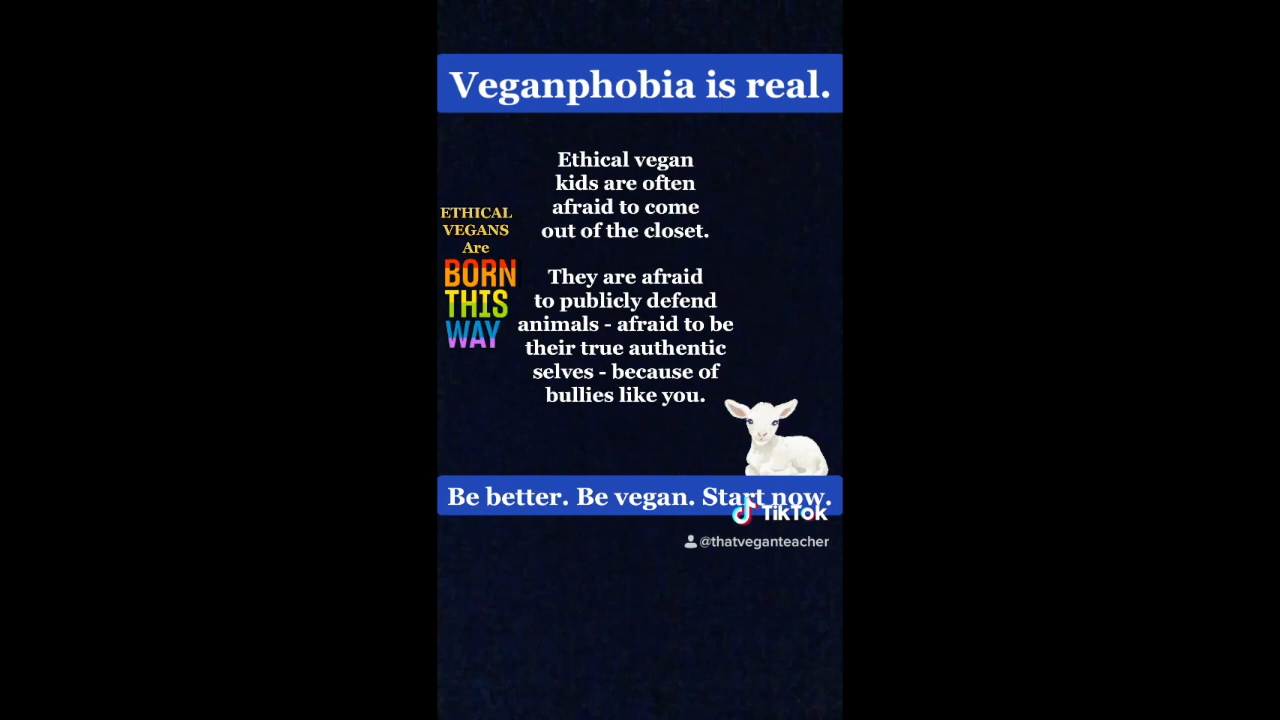 Veganphobia is real.
Ethical vegan
kids are often
afraid to come
out of the closet.
ETHICAL
VEGANS
Are
BORN
THIS
WAY
They are afraid
to publicly defend
animals - afraid to be
their true authentic
selves - because of
bullies like you.
Be better. Be vegan. Start now.
TikTok
@thatveganteacher